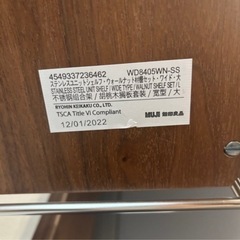 4549337236462 WD8405WN-SS
ステンレスユニットシェルフ・ウォールナット材棚セット・ワイド・大
STAINLESS STEEL UNIT SHELF / WIDE TYPE / WALNUT SHELF SET / L
不锈钢组合架/胡桃木搁板套装/宽型/大
RYOHIN KEIKAKU CO., LTD.
TSCA Title VI Compliant
12/01/2022
MUJI 無印良品